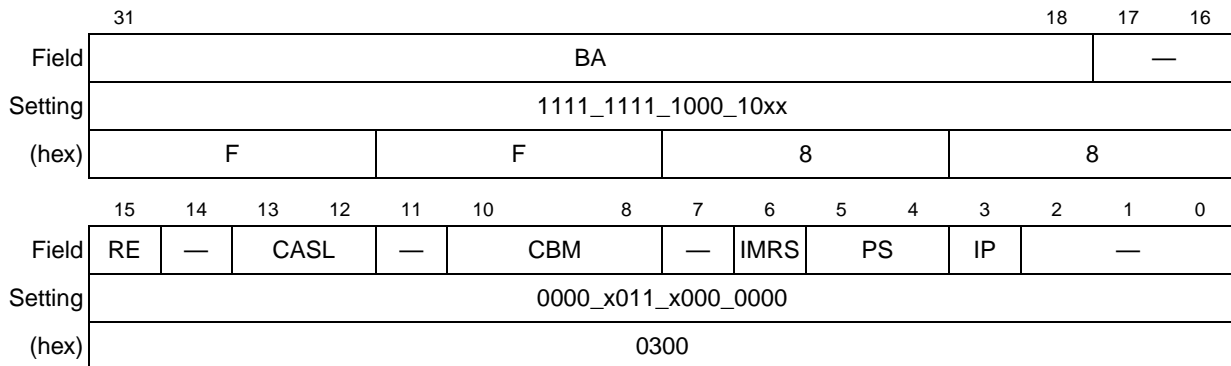 31 18 17 16
Field BA —
Setting 1111_1111_1000_10xx
(hex) F F 8 8
15 14 13 12 11 10 8 7 6 5 4 3 2 1 0
Field RE — CASL — CBM — IMRS PS IP —
Setting 0000_x011_x000_0000
(hex) 0300